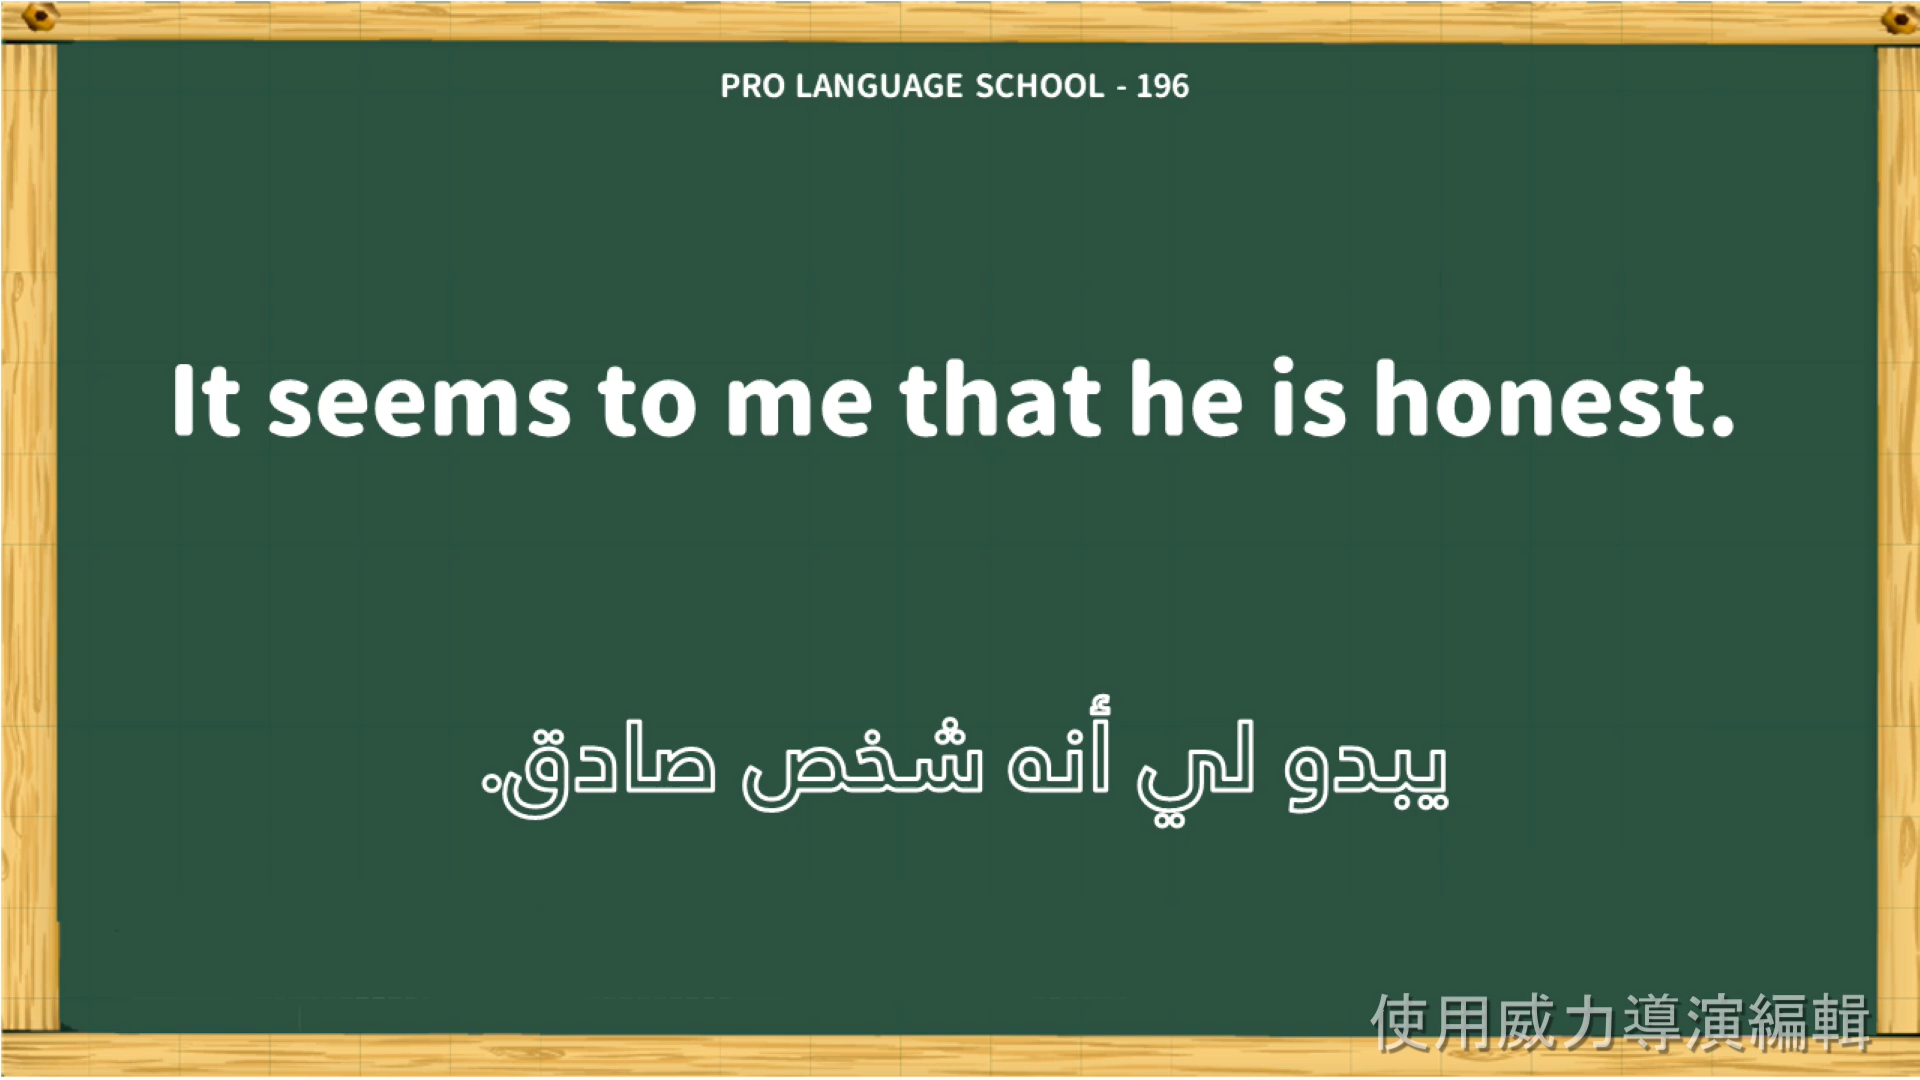 PRO LANGUAGE SCHOOL - 196
It seems to me that he is honest.
يبدو لي أنه شخص صادق.
使用威力導演編輯